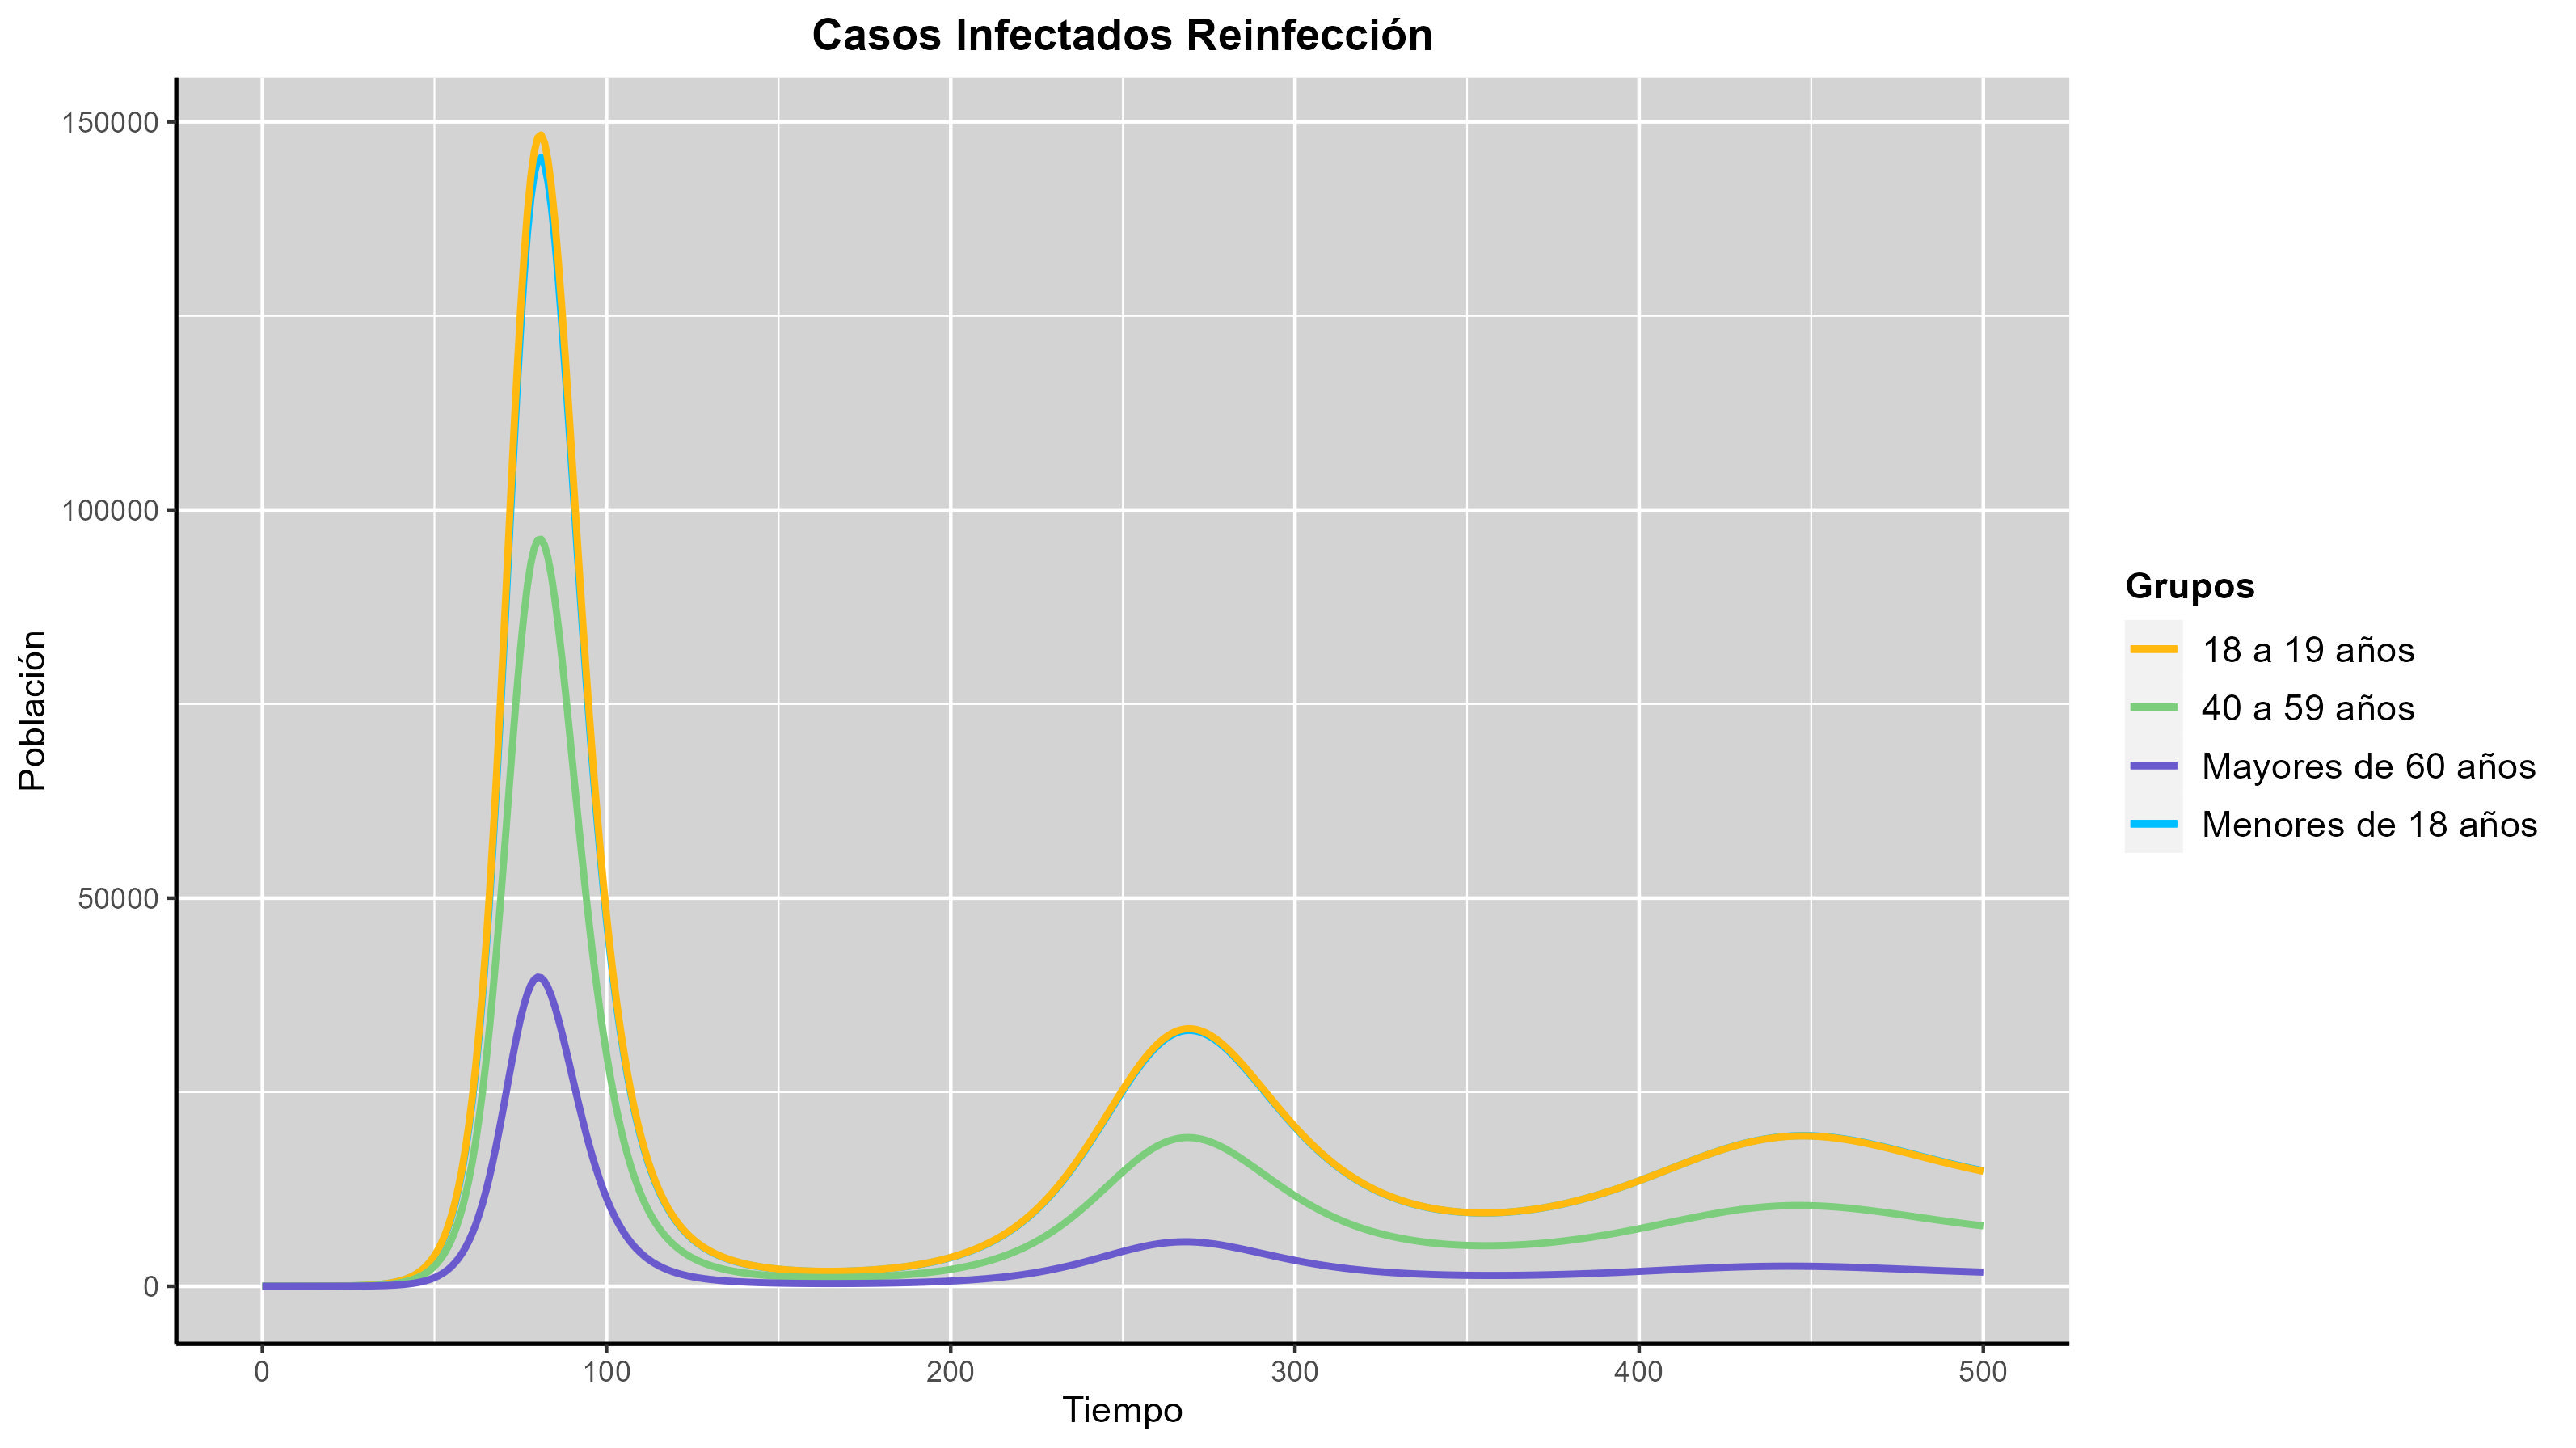 Casos Infectados Reinfección
150000
100000
50000
0
Población
0 100 200 300 400 500
Tiempo
Grupos
18 a 19 años
40 a 59 años
Mayores de 60 años
Menores de 18 años